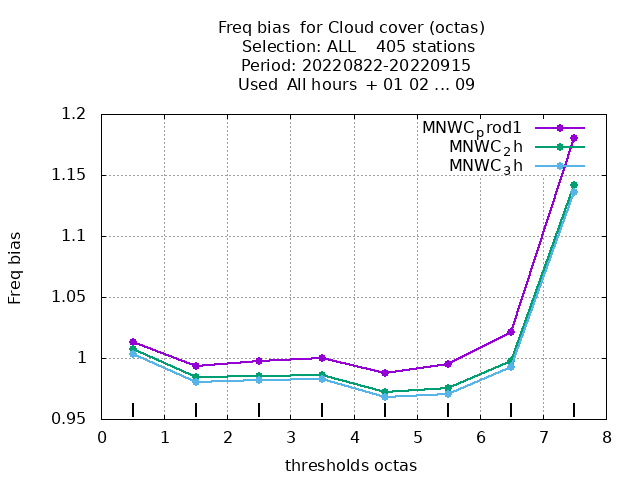 Freq bias  for Cloud cover (octas)
Selection: ALL    405 stations
Period: 20220822-20220915
Used  All hours  + 01 02 ... 09
MNWC_prod1
MNWC_2h
MNWC_3h
1.2
1.15
1.1
1.05
1
0.95
Freq bias
0 1 2 3 4 5 6 7 8
thresholds octas